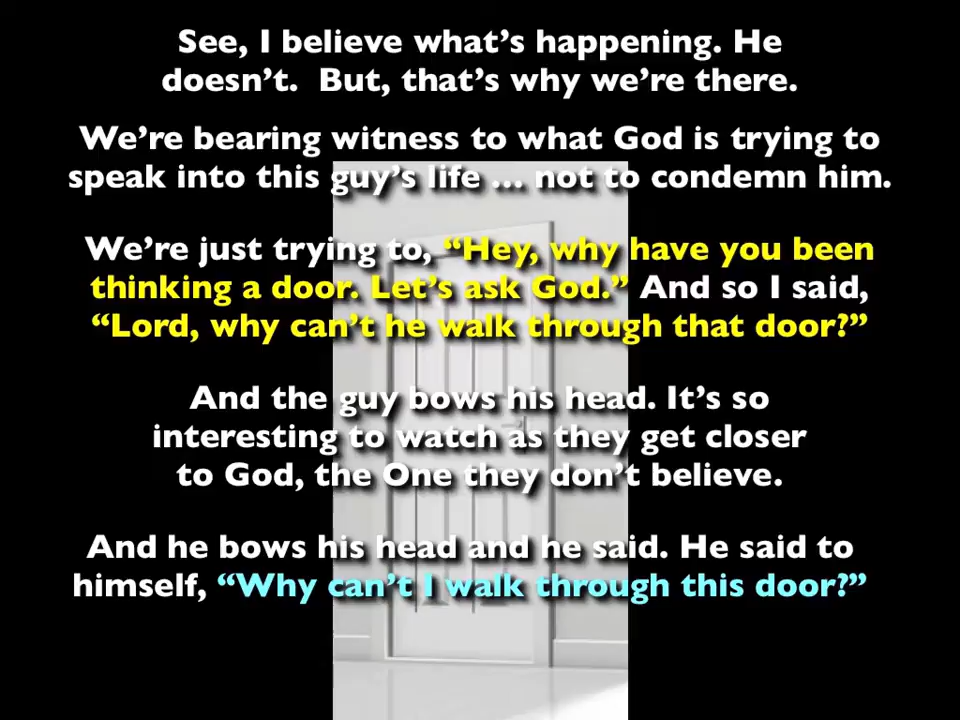 See, I believe what’s happening. He
doesn’t.  But, that’s why we’re there.
We’re bearing witness to what God is trying to
speak into this guy’s life … not to condemn him.
We’re just trying to, “Hey, why have you been
thinking a door. Let’s ask God.” And so I said,
“Lord, why can’t he walk through that door?”
And the guy bows his head. It’s so
interesting to watch as they get closer
to God, the One they don’t believe.
And he bows his head and he said. He said to
himself, “Why can’t I walk through this door?”